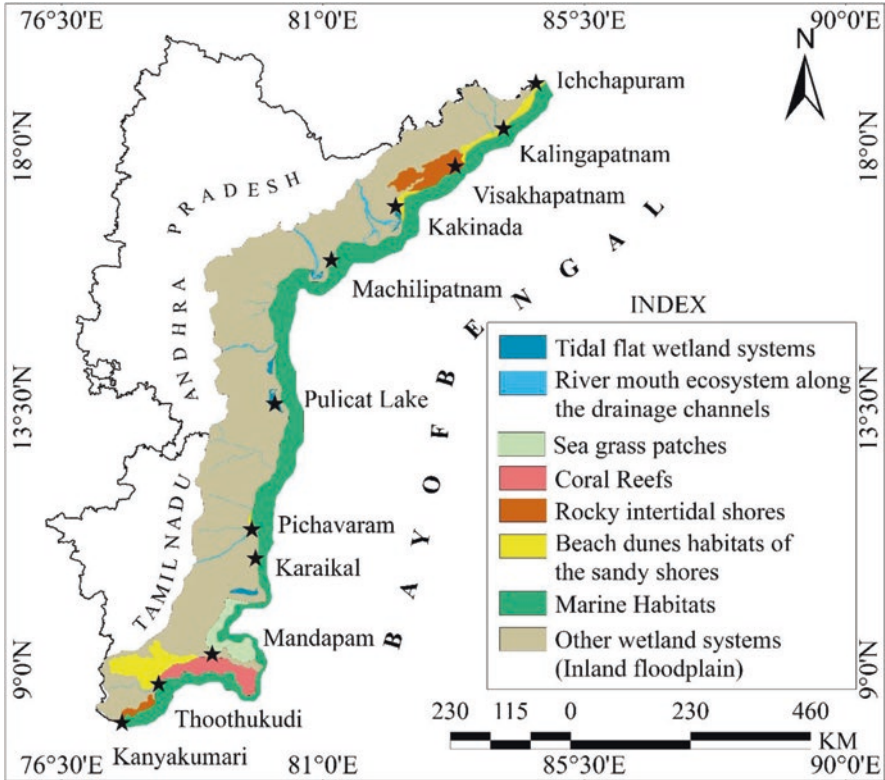 76°30'E 81°0'E 85°30'E 90°0'E
N
Ichchapuram
18°0'N 18°0'N
Kalingapatnam
Visakhapatnam
Kakinada
Machilipatnam
ANDHRA PRADESH
BAY OF BENGAL
INDEX
Tidal flat wetland systems
River mouth ecosystem along
the drainage channels
Sea grass patches
Coral Reefs
Rocky intertidal shores
Beach dunes habitats of
the sandy shores
Marine Habitats
Other wetland systems
(Inland floodplain)
13°30'N 13°30'N
Pulicat Lake
TAMIL NADU
Pichavaram
Karaikal
Mandapam
9°0'N 9°0'N
Thoothukudi
Kanyakumari
230 115 0 230 460
KM
76°30'E 81°0'E 85°30'E 90°0'E